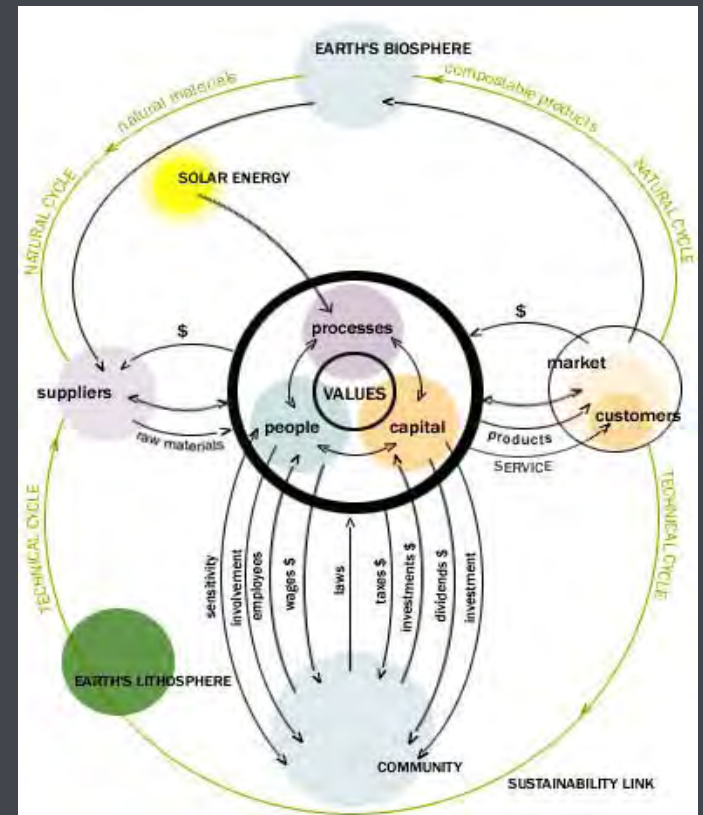 EARTH'S BIOSPHERE
natural materials
compostable products
SOLAR ENERGY
NATURAL CYCLE
NATURAL CYCLE
processes
$
$
suppliers
VALUES
market
customers
people
capital
raw materials
products
SERVICE
TECHNICAL CYCLE
TECHNICAL CYCLE
sensitivity
involvement
employees
wages $
laws
taxes $
investments $
dividends $
investment
EARTH'S LITHOSPHERE
COMMUNITY
SUSTAINABILITY LINK